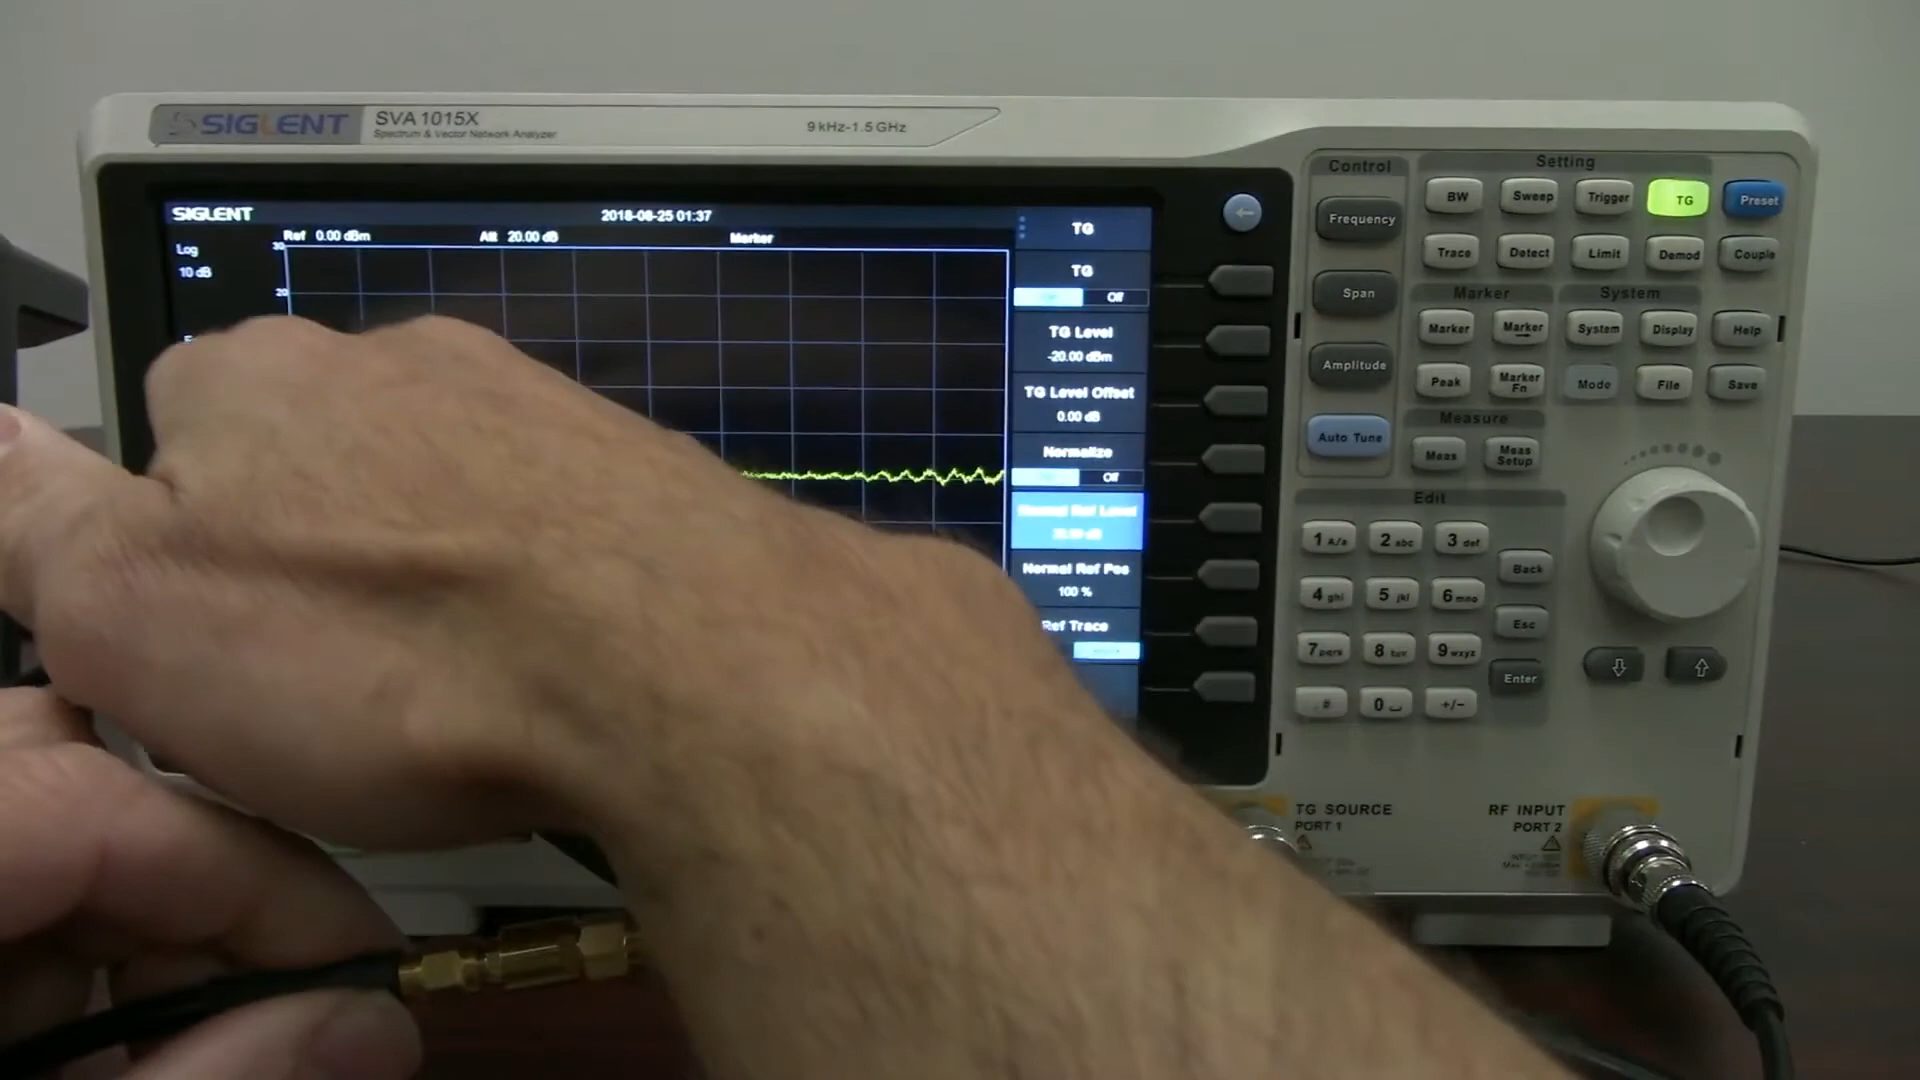 SIGLENT
SVA1015X
Spectrum & Vector Network Analyzer
9 kHz-1.5 GHz
SIGLENT
2018-08-25 01:37
Log
10 dB
Ref 0.00 dBm
Att 20.00 dB
Marker
30
20
TG
TG
Off
TG Level
-20.00 dBm
TG Level Offset
0.00 dB
Normalize
Off
Normal Ref Level
Normal Ref Pos
100 %
Ref Trace
Control
Frequency
Span
Amplitude
Auto Tune
Setting
BW
Sweep
Trigger
TG
Preset
Trace
Detect
Limit
Demod
Couple
Marker
Marker
Marker
Peak
Marker Fn
System
System
Display
Help
Mode
File
Save
Measure
Meas
Meas Setup
Edit
1 A/a
2 abc
3 def
4 ghi
5 jkl
6 mno
7 pqrs
8 tuv
9 wxyz
. #
0
+/-
Back
Esc
Enter
TG SOURCE
PORT 1
RF INPUT
PORT 2